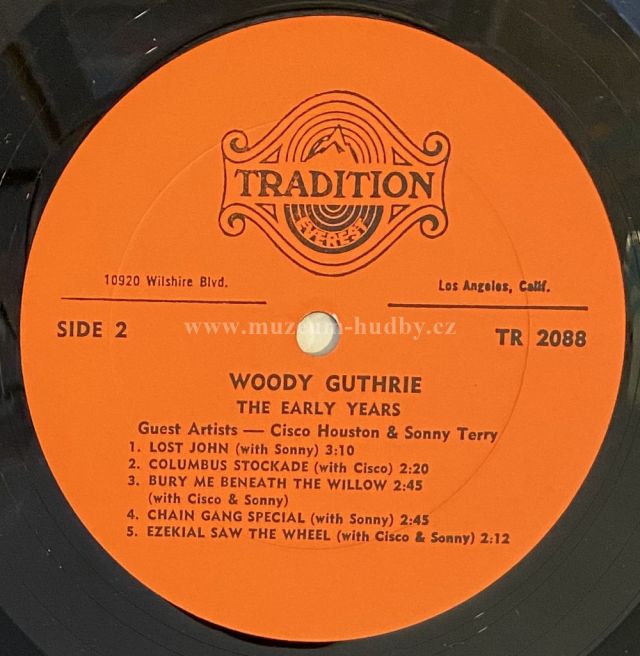 TRADITION
EVEREST
10920 Wilshire Blvd.
Los Angeles, Calif.
SIDE 2
www.muzeum-hudby.cz
TR 2088
WOODY GUTHRIE
THE EARLY YEARS
Guest Artists — Cisco Houston & Sonny Terry
1. LOST JOHN (with Sonny) 3:10
2. COLUMBUS STOCKADE (with Cisco) 2:20
3. BURY ME BENEATH THE WILLOW 2:45
(with Cisco & Sonny)
4. CHAIN GANG SPECIAL (with Sonny) 2:45
5. EZEKIAL SAW THE WHEEL (with Cisco & Sonny) 2:12